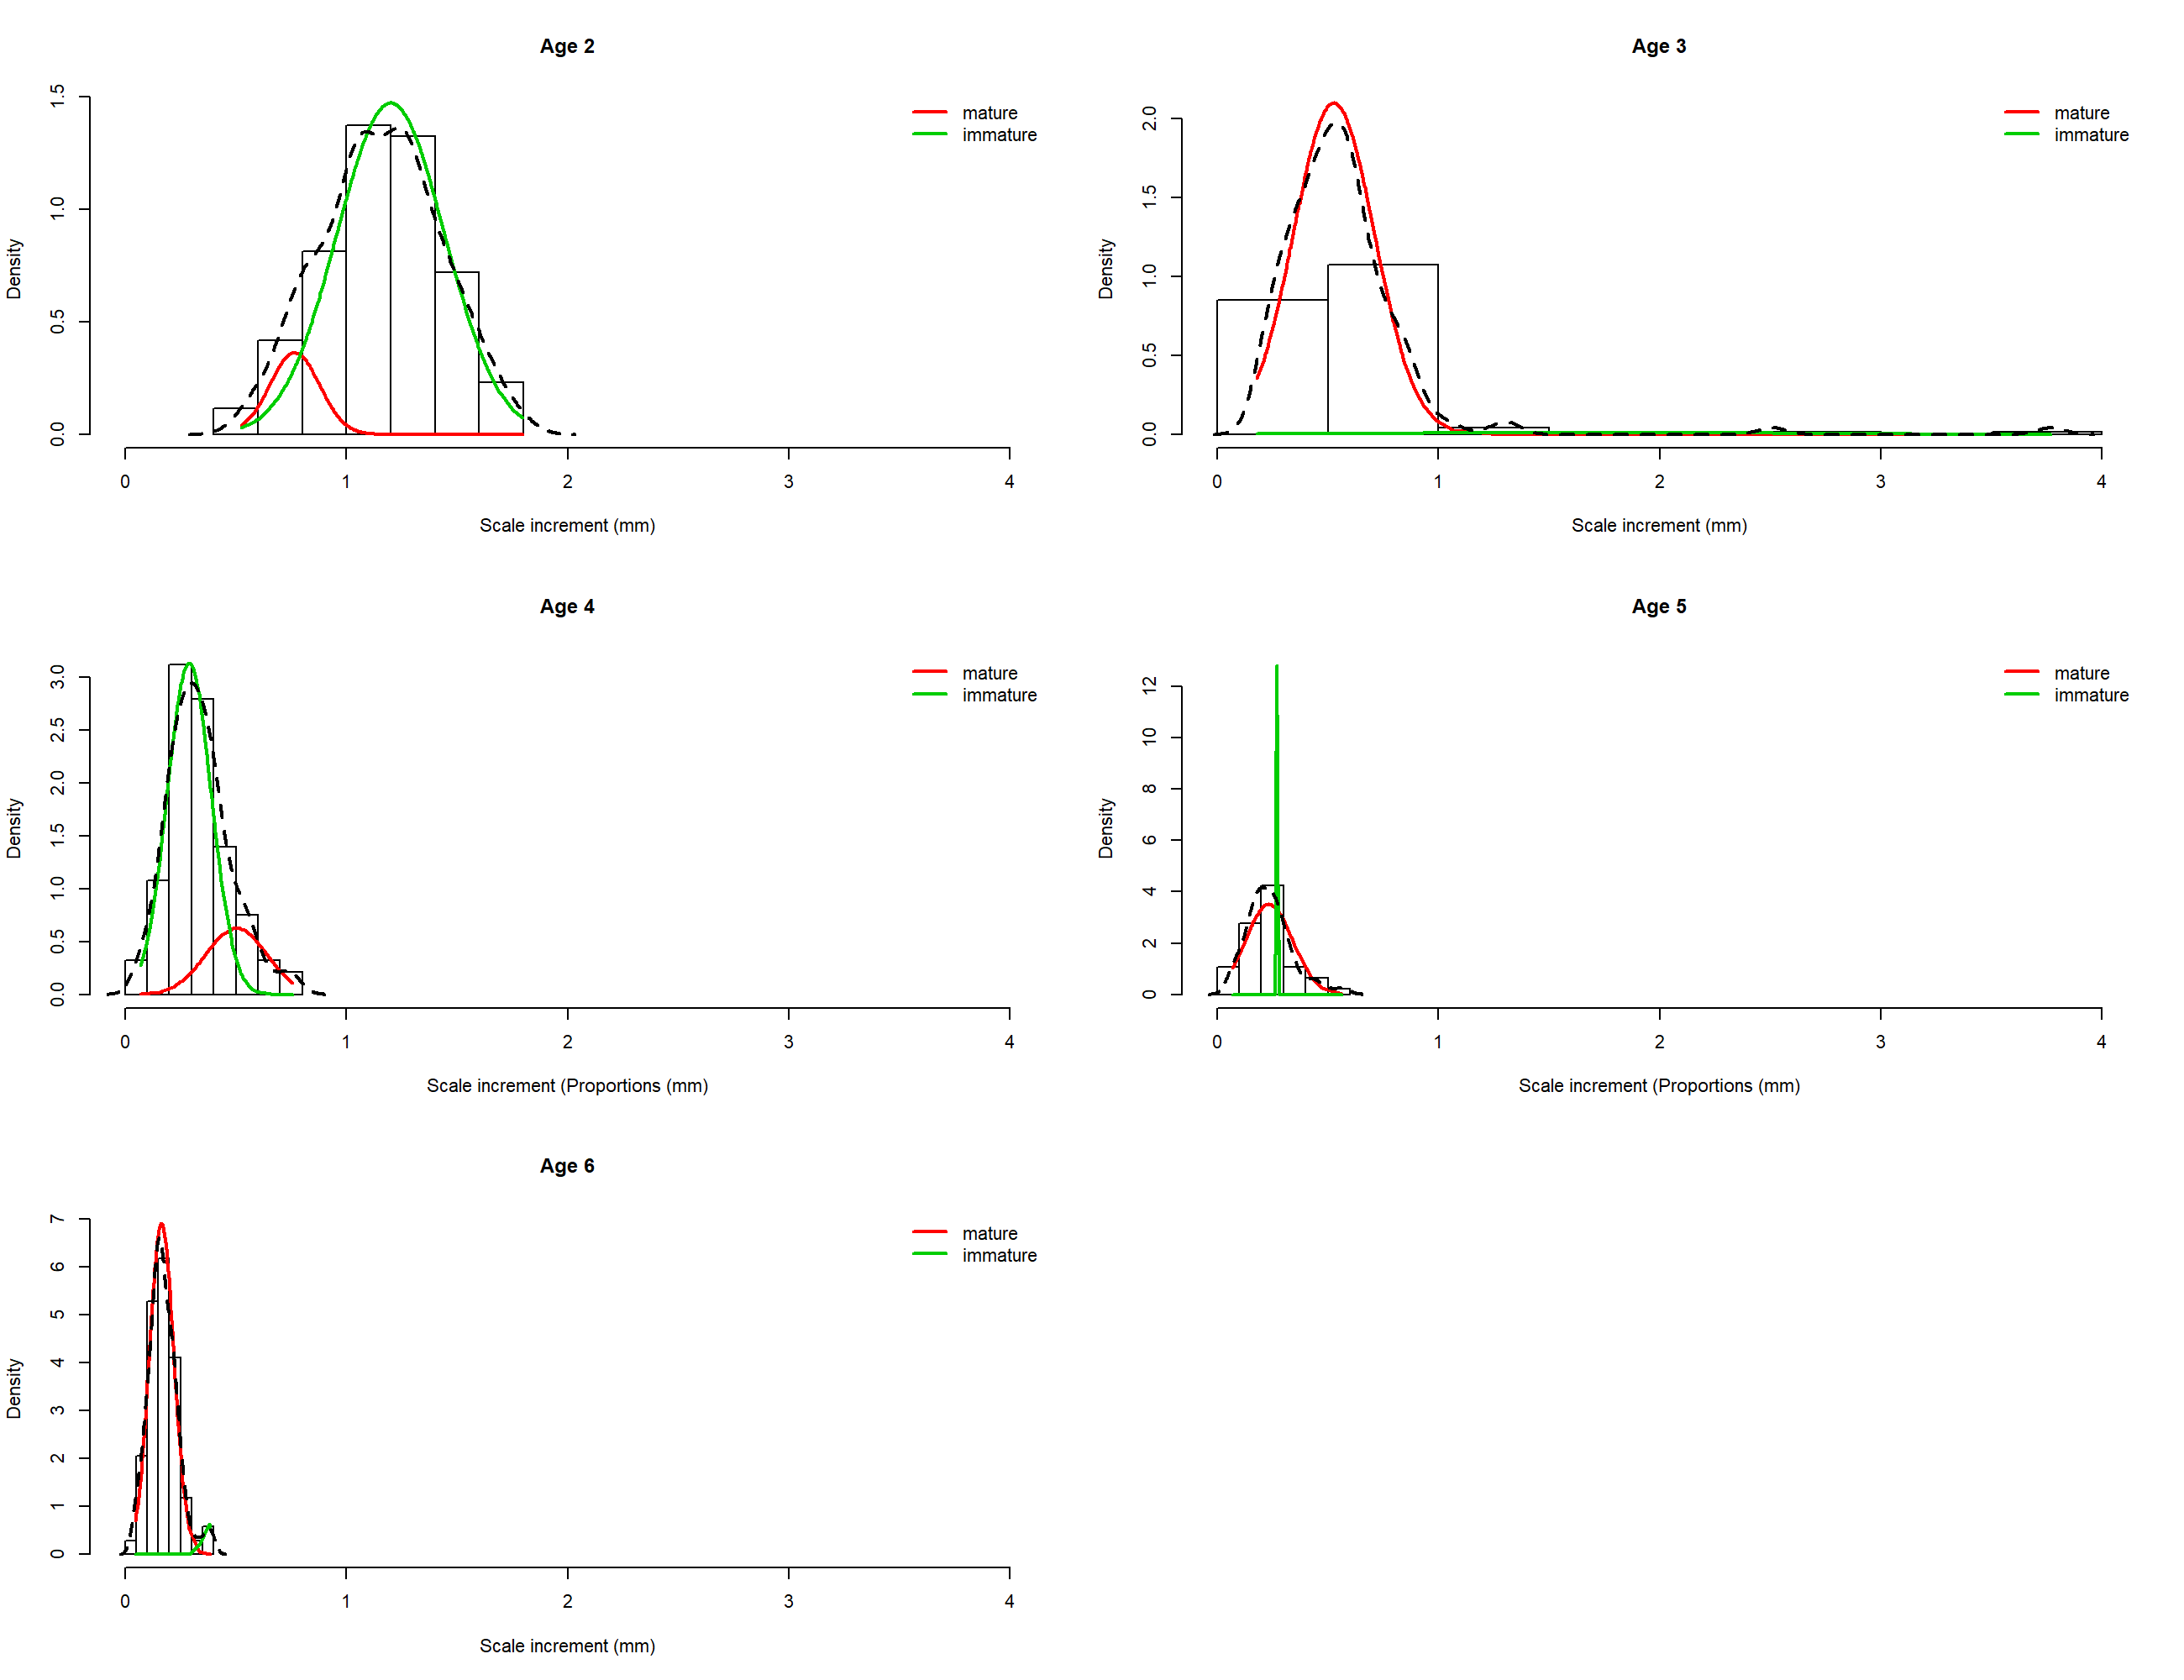 Age 2
Density
0.0 0.5 1.0 1.5
mature
immature
0 1 2 3 4
Scale increment (mm)
Age 3
Density
0.0 0.5 1.0 1.5 2.0
mature
immature
0 1 2 3 4
Scale increment (mm)
Age 4
Density
0.0 0.5 1.0 1.5 2.0 2.5 3.0
mature
immature
0 1 2 3 4
Scale increment (Proportions (mm)
Age 5
Density
0 2 4 6 8 10 12
mature
immature
0 1 2 3 4
Scale increment (Proportions (mm)
Age 6
Density
0 1 2 3 4 5 6 7
mature
immature
0 1 2 3 4
Scale increment (mm)